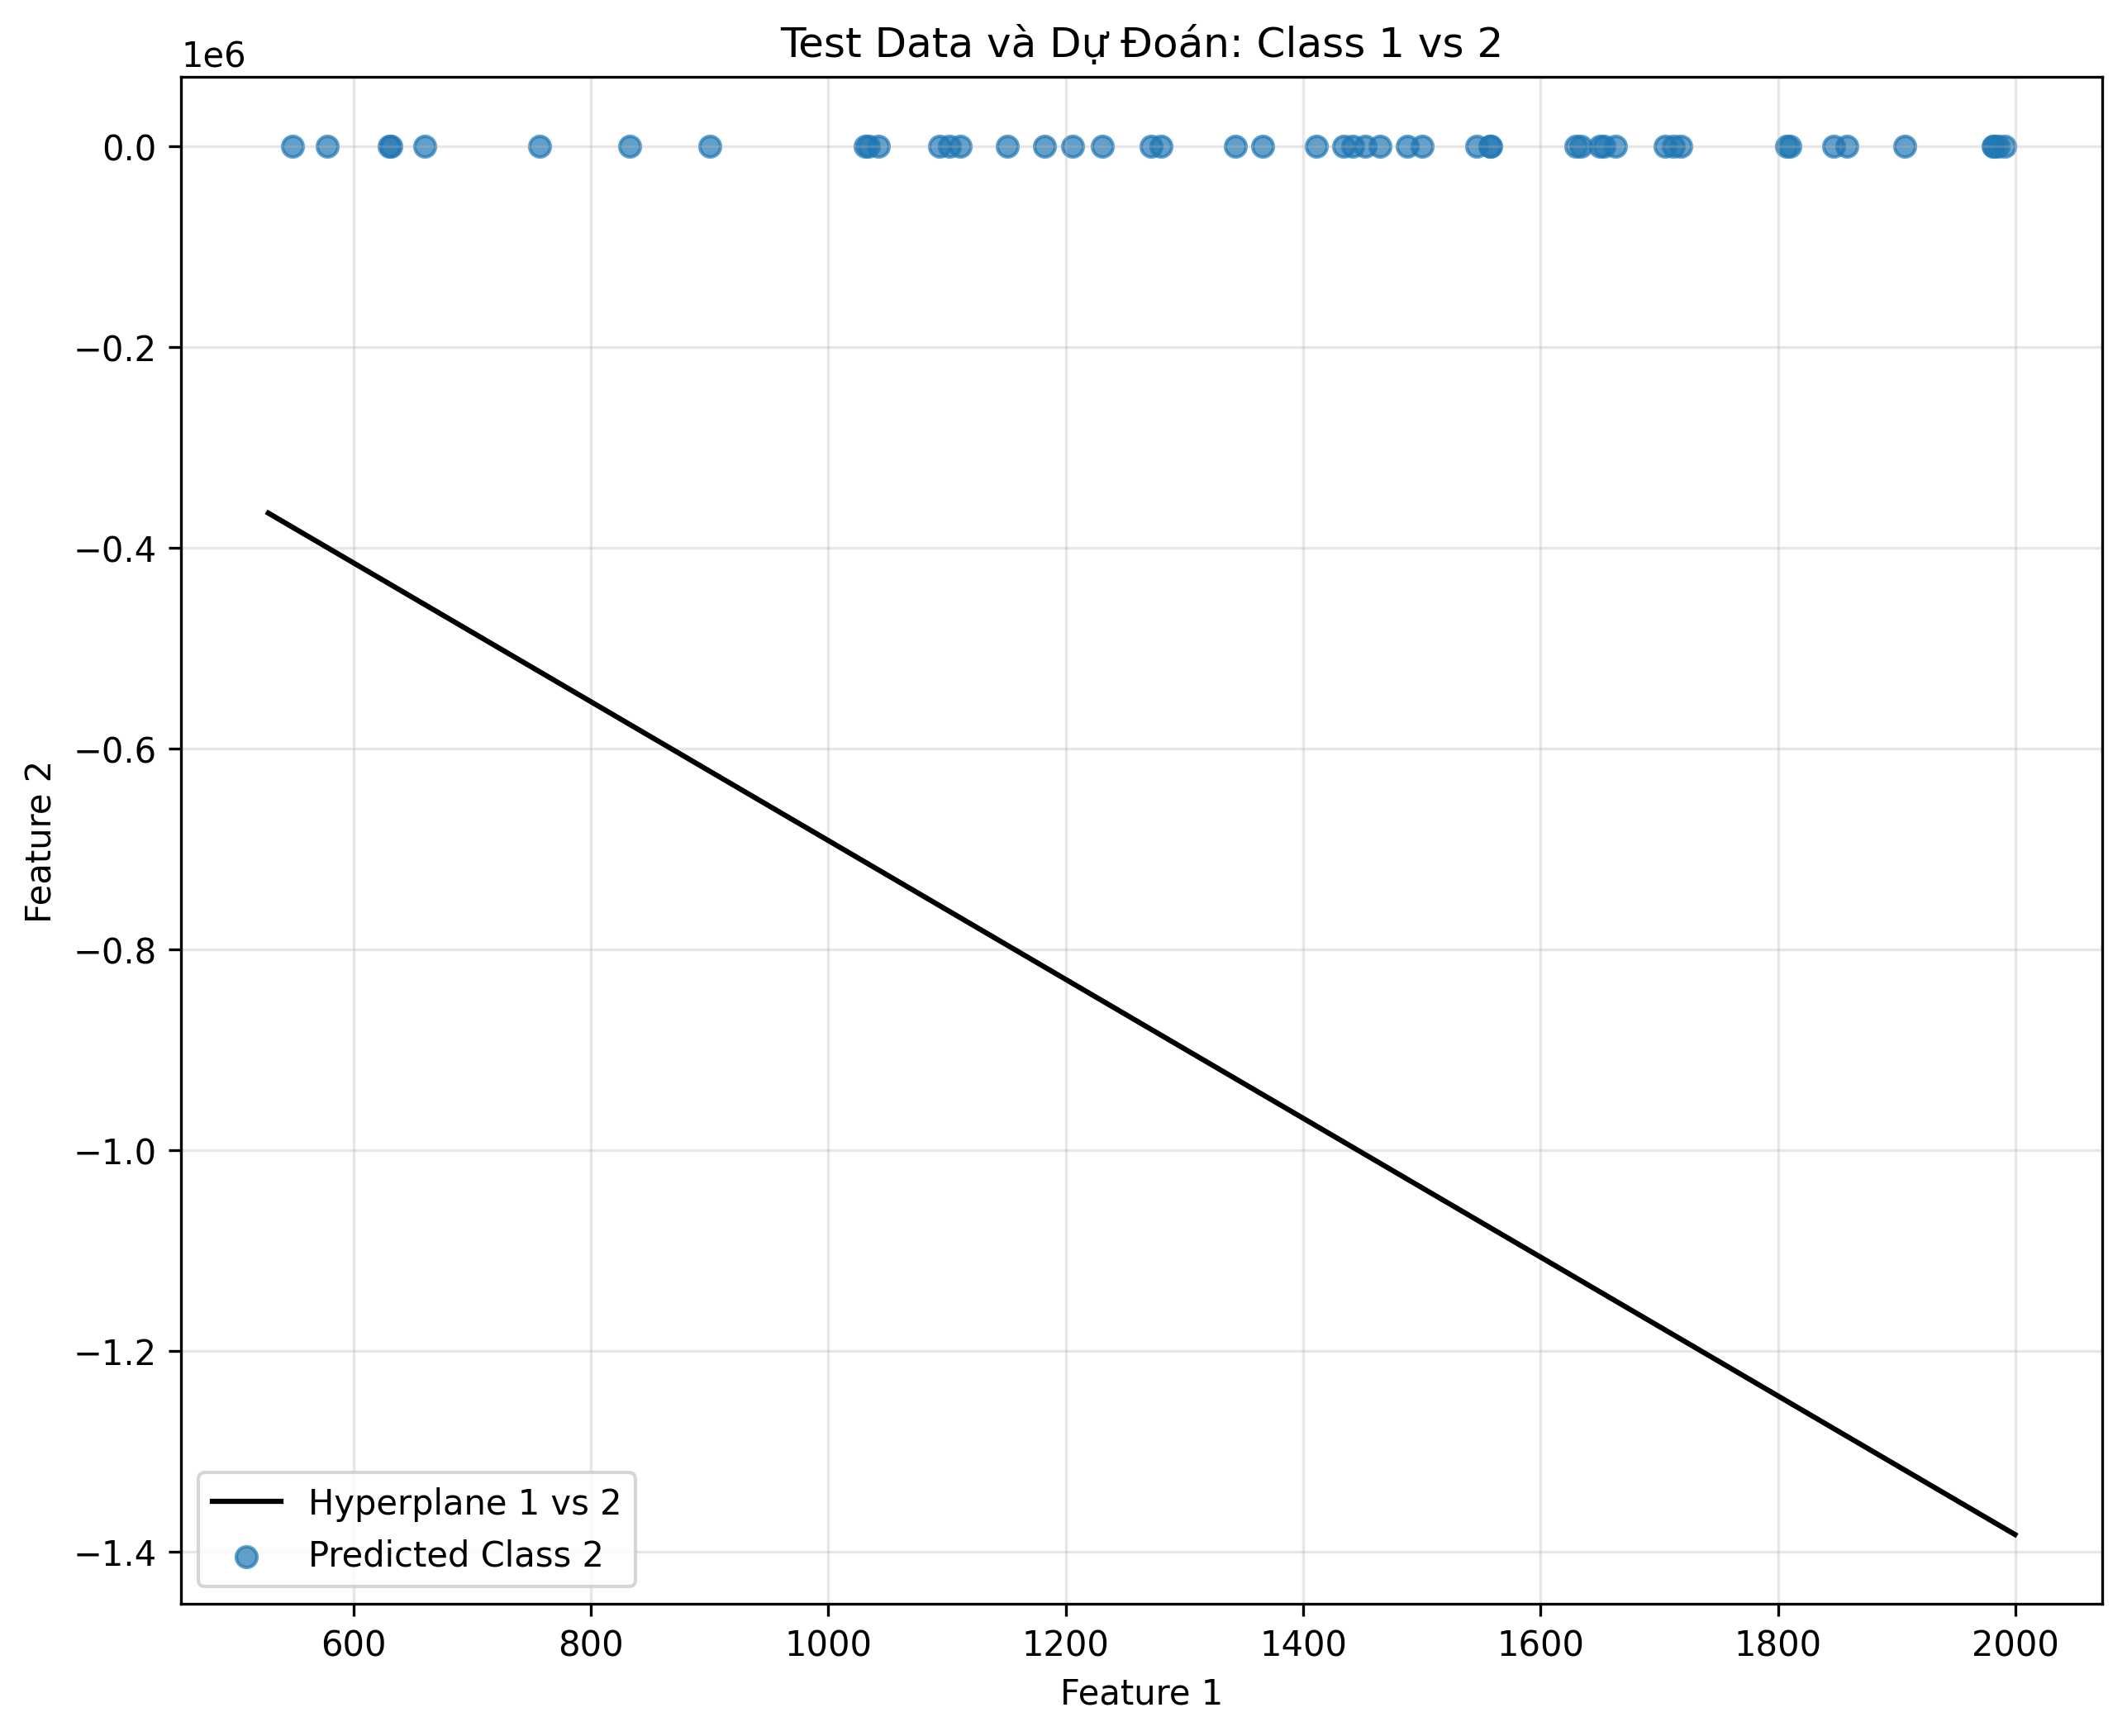 Test Data và Dự Đoán: Class 1 vs 2
1e6
0.0
−0.2
−0.4
−0.6
−0.8
−1.0
−1.2
−1.4
Feature 2
Hyperplane 1 vs 2
Predicted Class 2
600 800 1000 1200 1400 1600 1800 2000
Feature 1